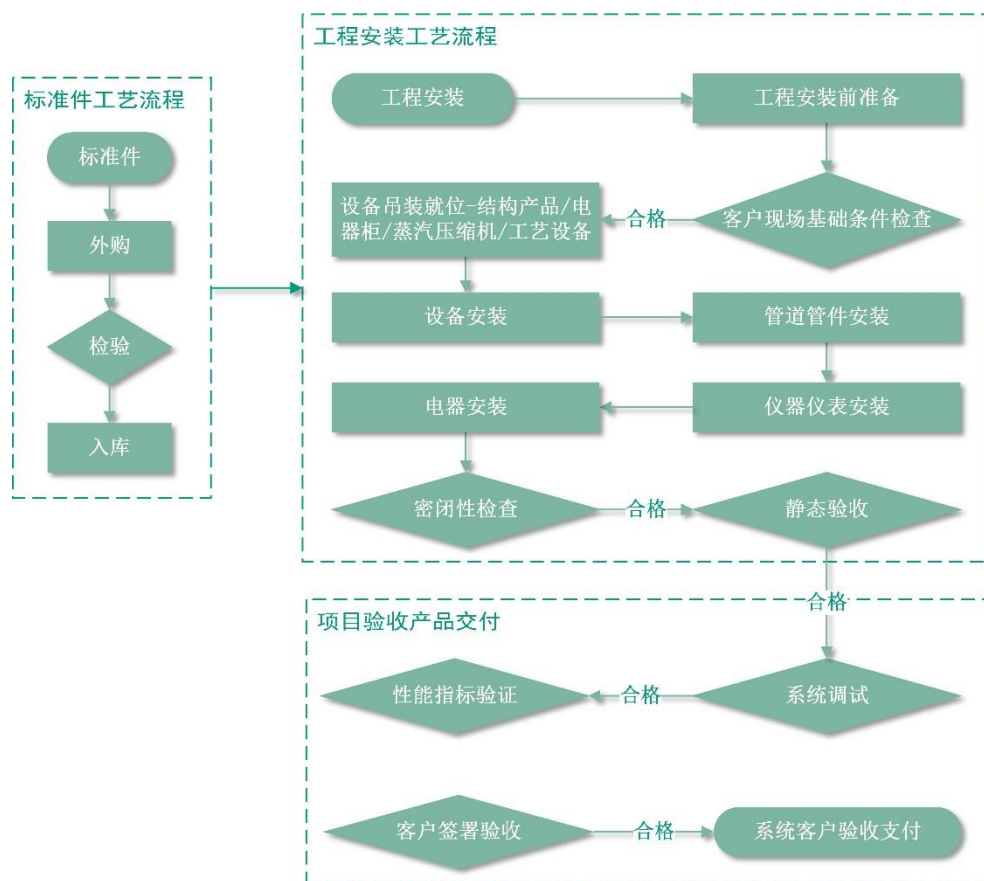 标准件工艺流程
标准件
外购
检验
入库
工程安装工艺流程
工程安装
工程安装前准备
客户现场基础条件检查
合格
设备吊装就位-结构产品/电
器柜/蒸汽压缩机/工艺设备
设备安装
管道管件安装
仪器仪表安装
电器安装
密闭性检查
合格
静态验收
合格
项目验收产品交付
系统调试
合格
性能指标验证
客户签署验收
合格
系统客户验收支付